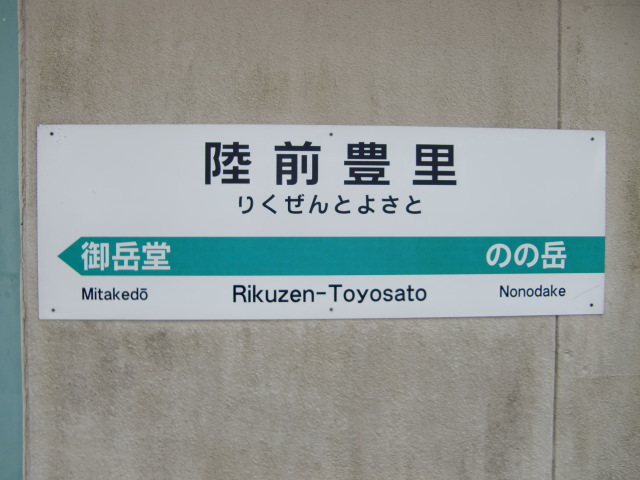 陸前豊里
りくぜんとよさと
御岳堂 のの岳
Mitakedō Rikuzen-Toyosato Nonodake